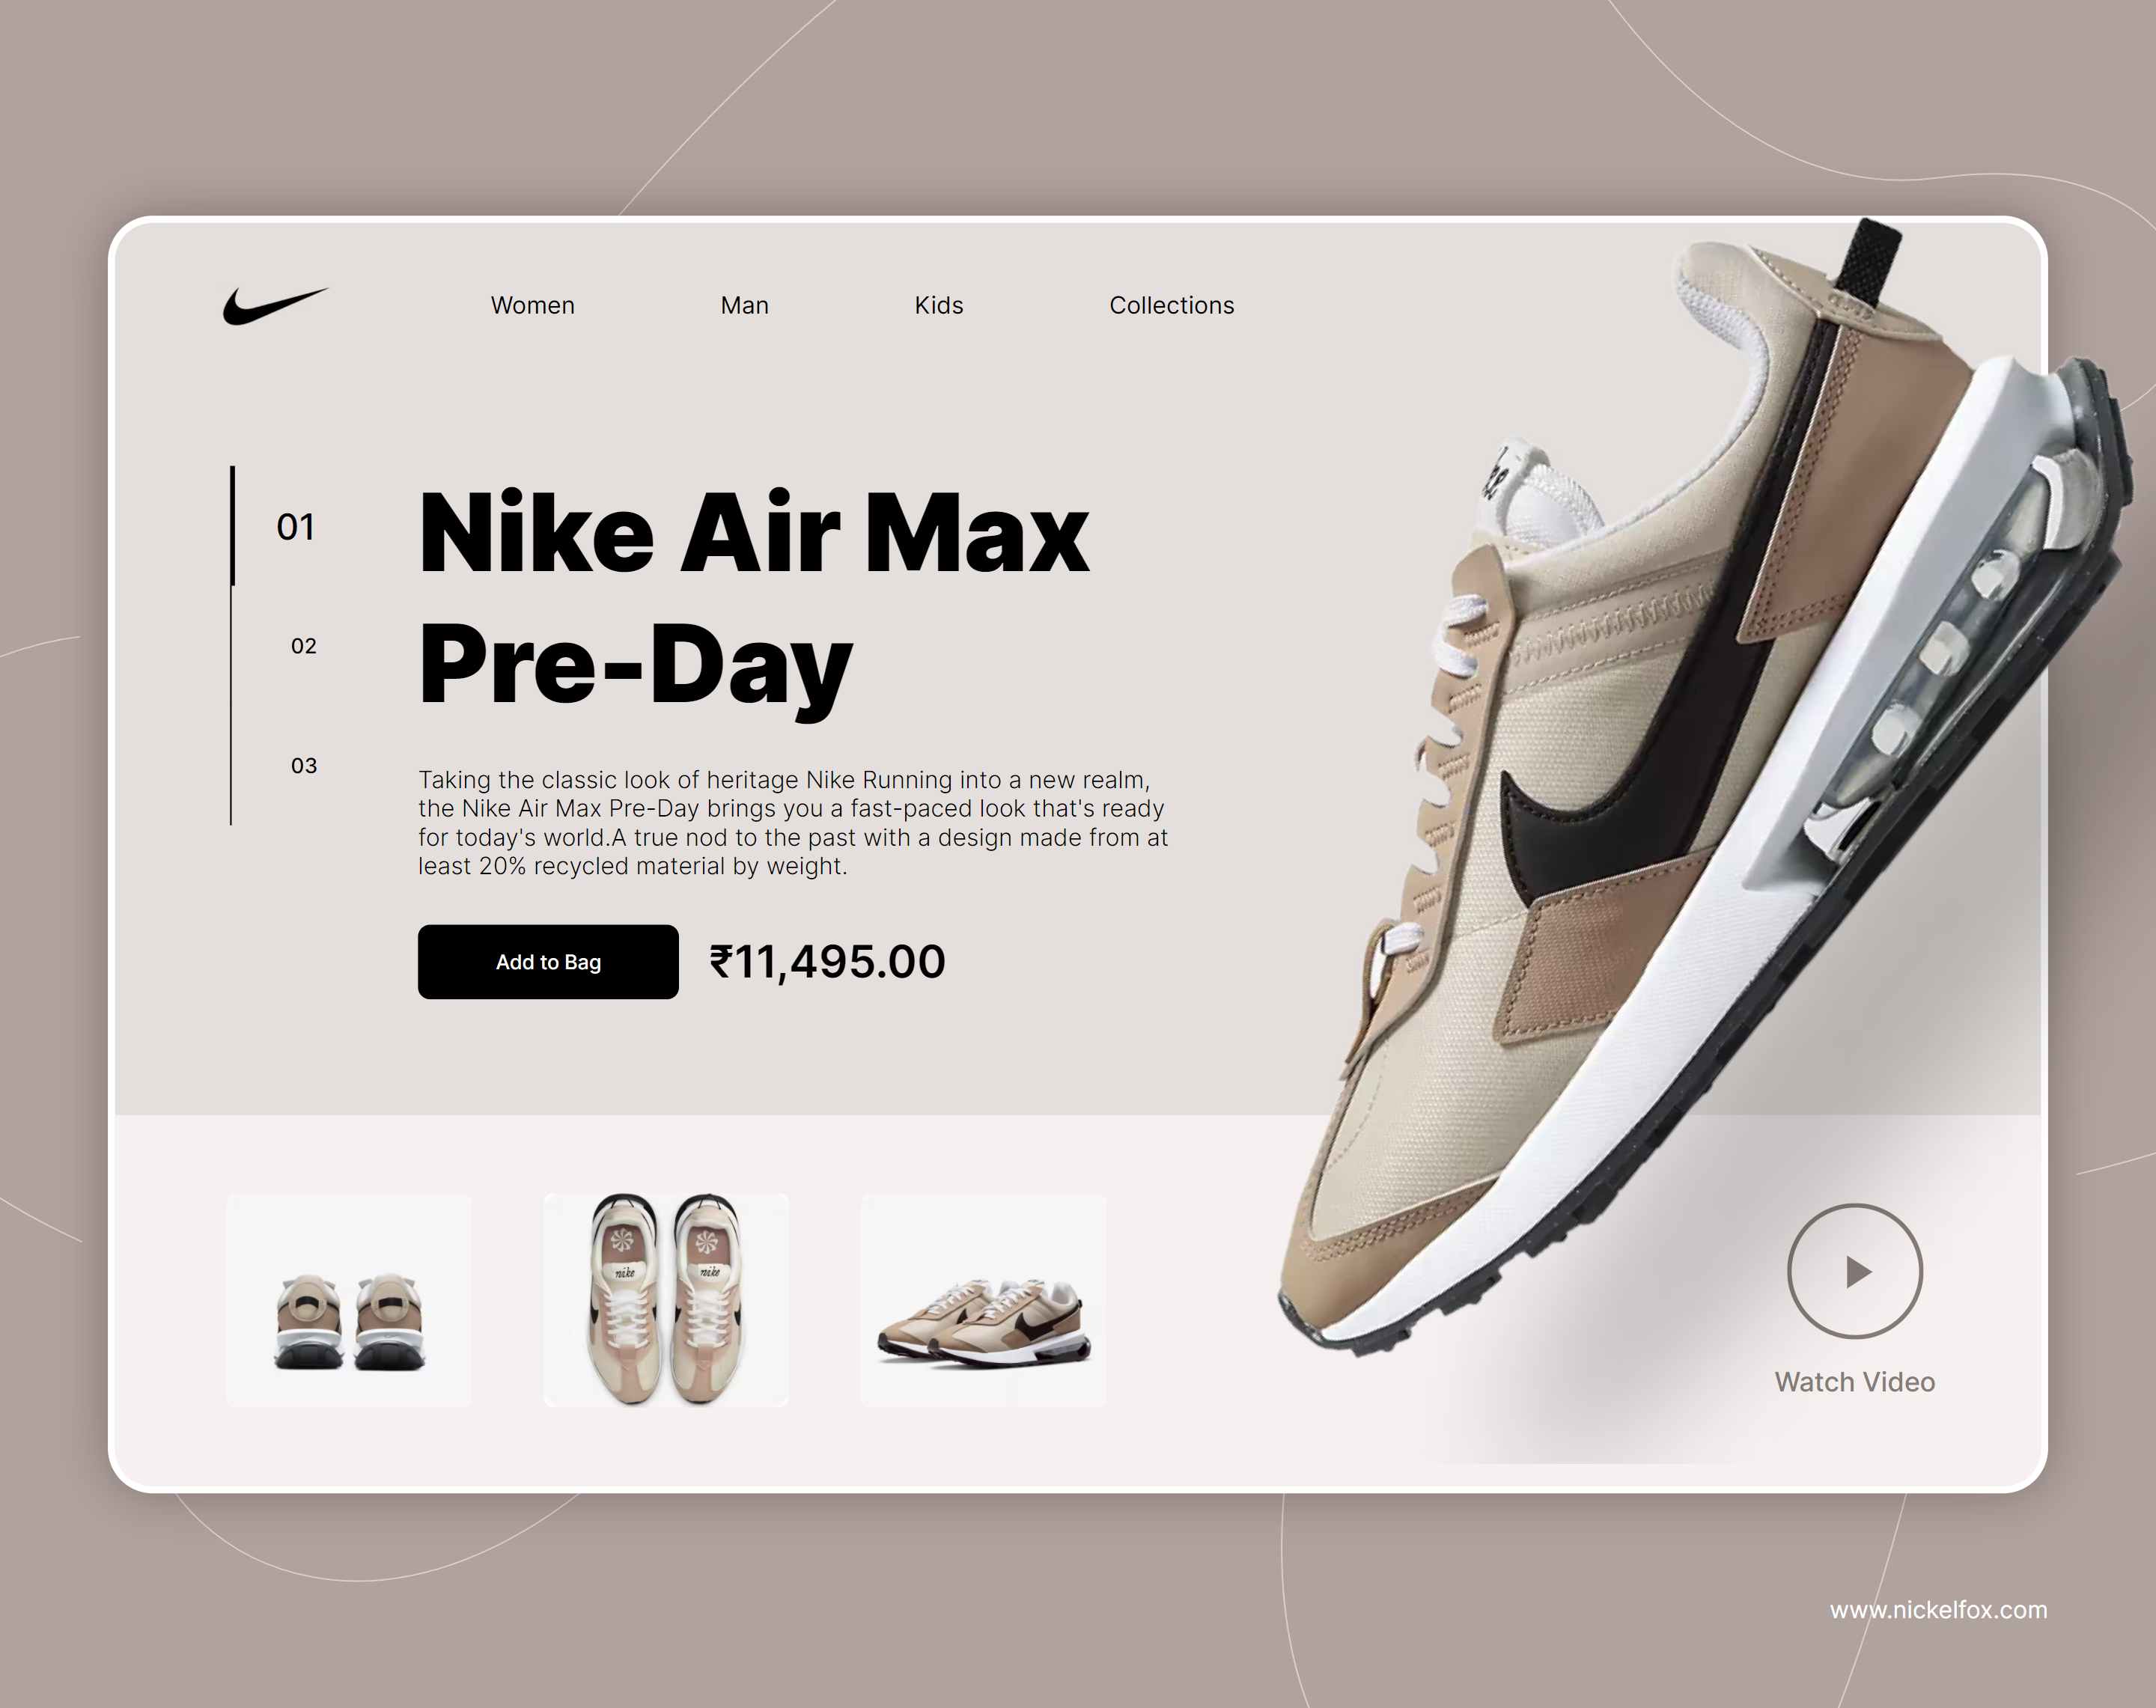 Women Man Kids Collections
01
02
03
Nike Air Max
Pre-Day
Taking the classic look of heritage Nike Running into a new realm,
the Nike Air Max Pre-Day brings you a fast-paced look that's ready
for today's world.A true nod to the past with a design made from at
least 20% recycled material by weight.
Add to Bag ₹11,495.00
nike nike
Watch Video
www.nickelfox.com